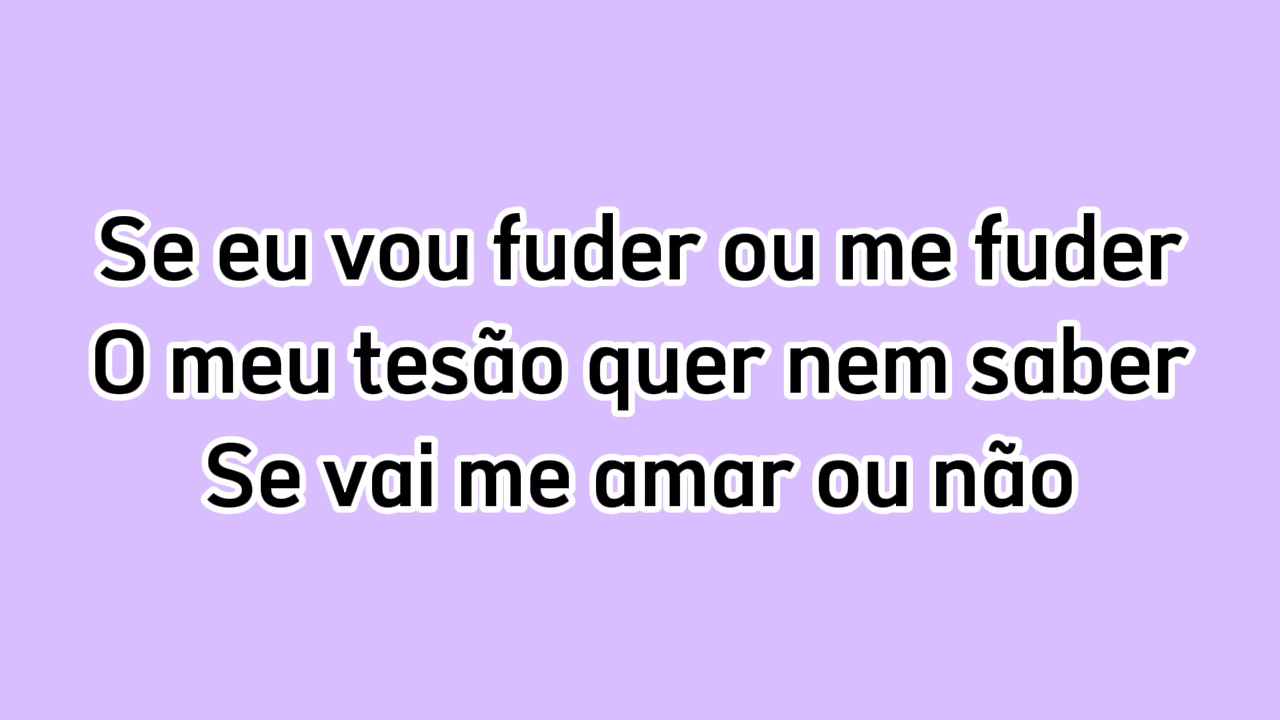 Se eu vou fuder ou me fuder
O meu tesão quer nem saber
Se vai me amar ou não